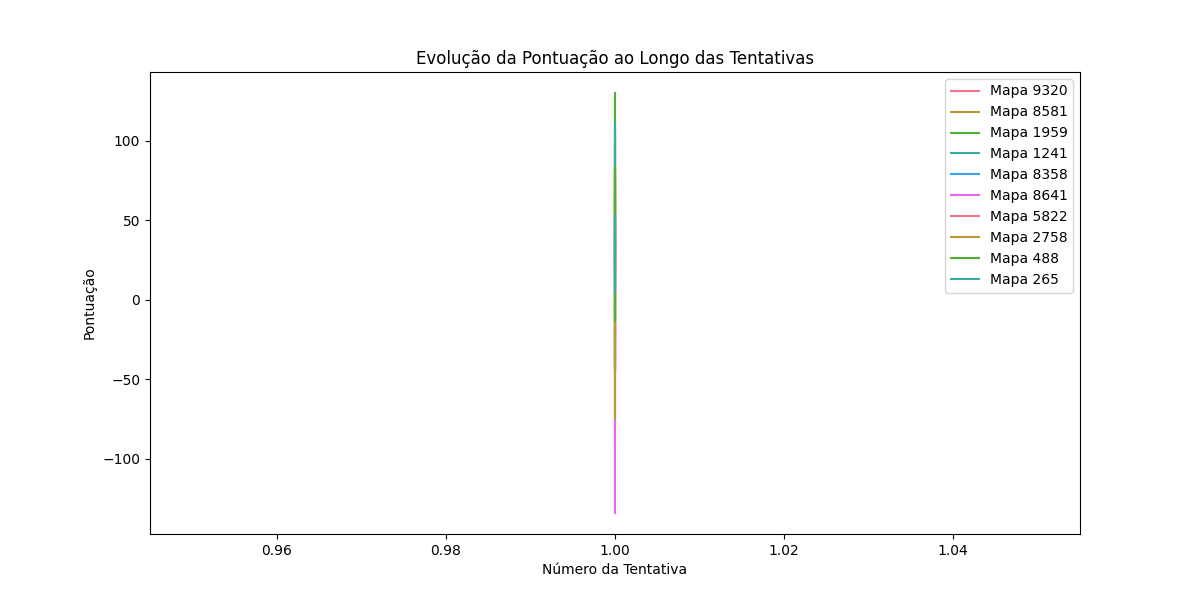 Evolução da Pontuação ao Longo das Tentativas
Mapa 9320
Mapa 8581
Mapa 1959
Mapa 1241
Mapa 8358
Mapa 8641
Mapa 5822
Mapa 2758
Mapa 488
Mapa 265
Pontuação
100
50
0
−50
−100
0.96 0.98 1.00 1.02 1.04
Número da Tentativa